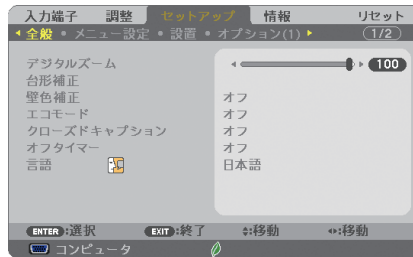 入力端子 調整 セットアップ 情報 リセット
全般 • メニュー設定 • 設置 • オプション(1) 1/2
デジタルズーム 100
台形補正
壁色補正 オフ
エコモード オフ
クローズドキャプション オフ
オフタイマー オフ
言語 日本語
ENTER :選択 EXIT :終了 :移動 :移動
コンピュータ